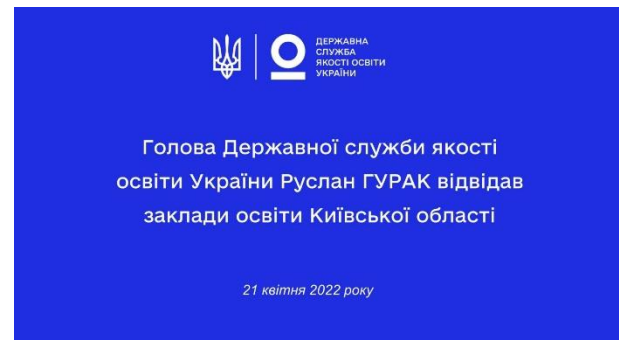 ДЕРЖАВНА
СЛУЖБА
ЯКОСТІ ОСВІТИ
УКРАЇНИ
Голова Державної служби якості
освіти України Руслан ГУРАК відвідав
заклади освіти Київської області
21 квітня 2022 року